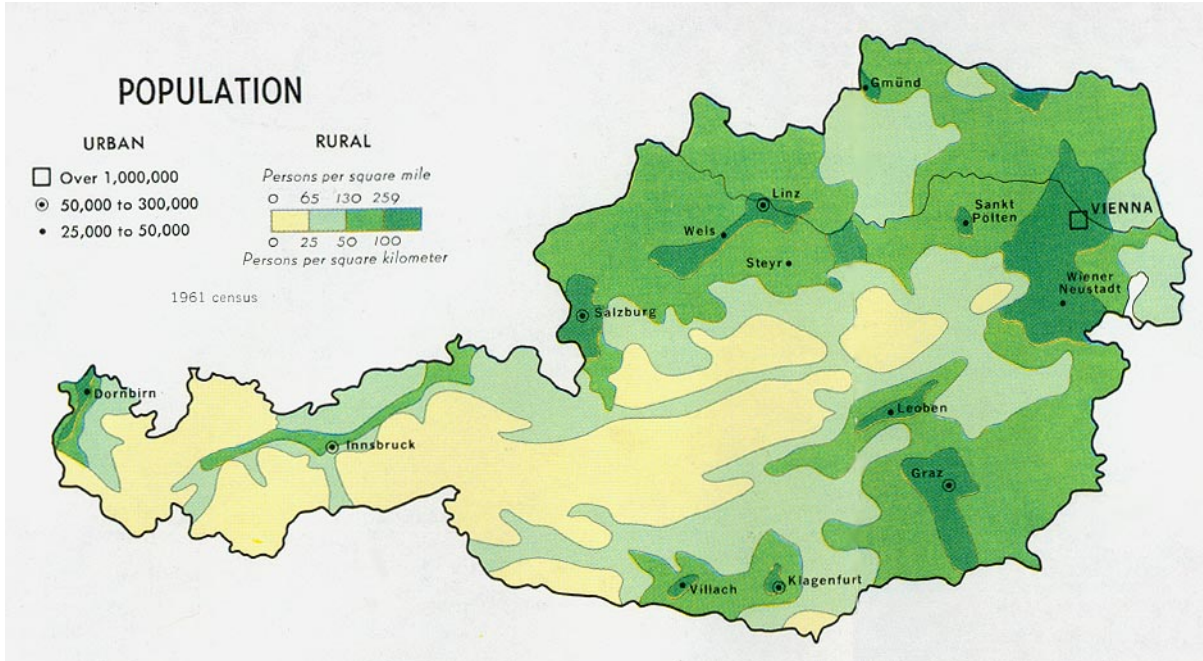 POPULATION
URBAN
Over 1,000,000
50,000 to 300,000
25,000 to 50,000
RURAL
Persons per square mile
0 65 130 259
0 25 50 100
Persons per square kilometer
1961 census
Gmünd
Linz
Wels
Steyr
Sankt
Pölten
VIENNA
Wiener
Neustadt
Salzburg
Dornbirn
Innsbruck
Leoben
Graz
Villach
Klagenfurt